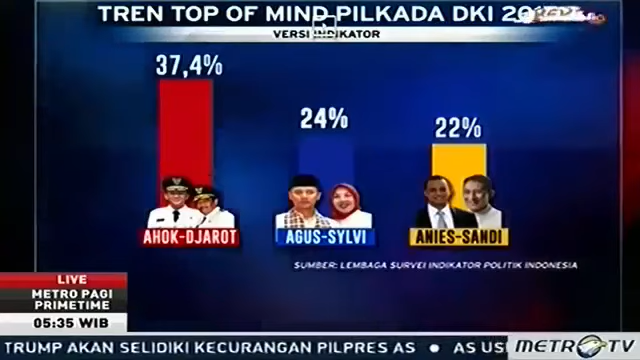 TREN TOP OF MIND PILKADA DKI
VERSI INDIKATOR
37,4%
24%
22%
AHOK-DJAROT
AGUS-SYLVI
ANIES-SANDI
SUMBER: LEMBAGA SURVEI INDIKATOR POLITIK INDONESIA
LIVE
METRO PAGI
PRIMETIME
05:35 WIB
TRUMP AKAN SELIDIKI KECURANGAN PILPRES AS ● AS
METRO TV